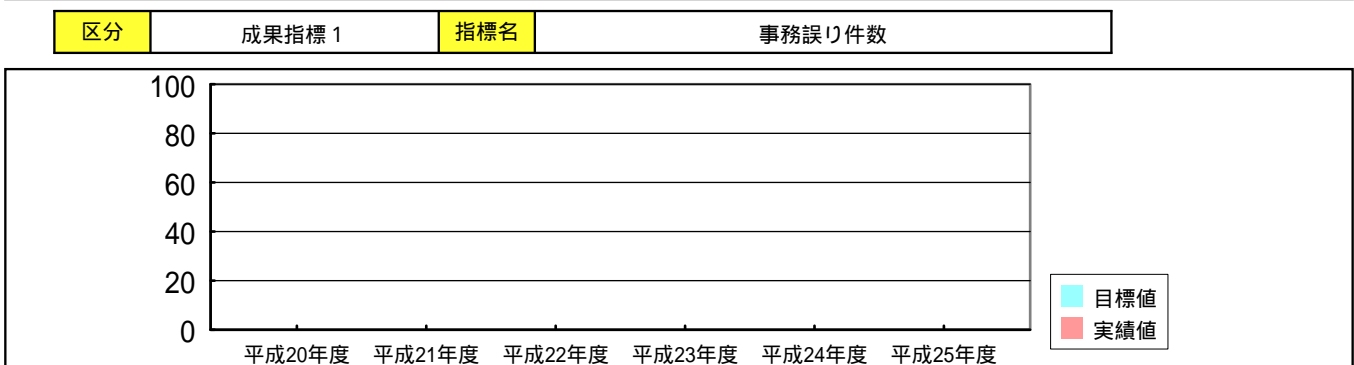 区分 成果指標1 指標名 事務誤り件数
100
80
60
40
20
0
目標値
実績値
平成20年度 平成21年度 平成22年度 平成23年度 平成24年度 平成25年度